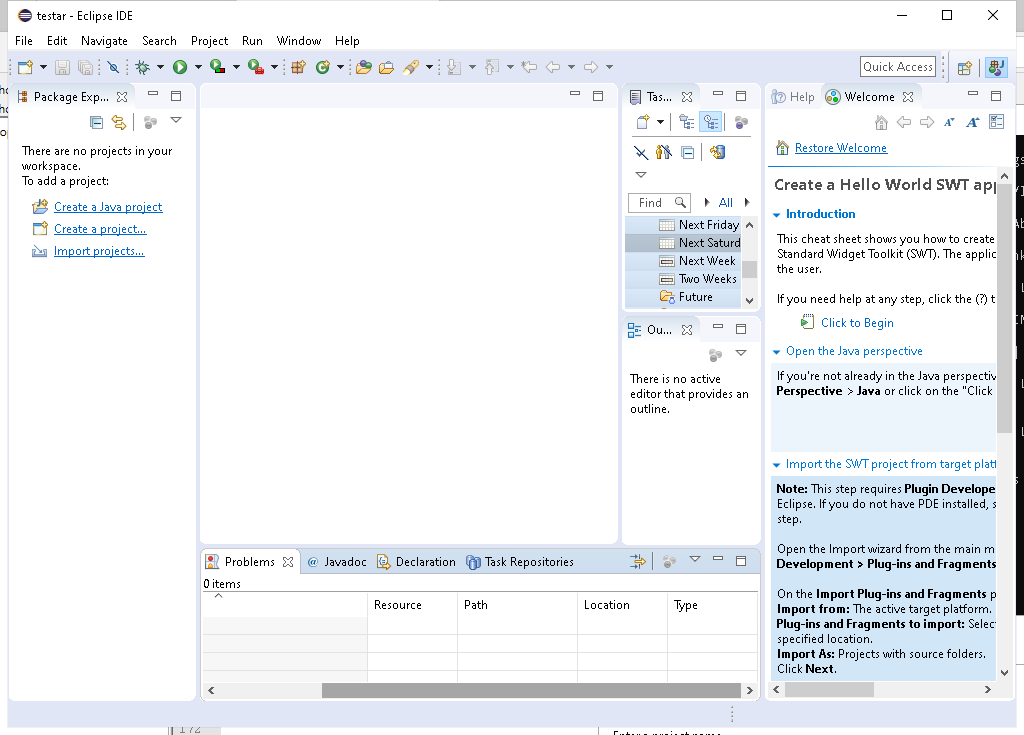 testar - Eclipse IDE
File Edit Navigate Search Project Run Window Help
Quick Access
Package Exp...
There are no projects in your
workspace.
To add a project:
Create a Java project
Create a project...
Import projects...
Tas...
Find
All
Next Friday
Next Saturd
Next Week
Two Weeks
Future
Ou...
There is no active
editor that provides an
outline.
Help
Welcome
Restore Welcome
Create a Hello World SWT app
Introduction
This cheat sheet shows you how to create
Standard Widget Toolkit (SWT). The applic
the user.
If you need help at any step, click the (?) t
Click to Begin
Open the Java perspective
If you're not already in the Java perspectiv
Perspective > Java or click on the "Click
Import the SWT project from target platf
Note: This step requires Plugin Develope
Eclipse. If you do not have PDE installed, s
step.
Open the Import wizard from the main m
Development > Plug-ins and Fragments
On the Import Plug-ins and Fragments p
Import from: The active target platform.
Plug-ins and Fragments to import: Selec
specified location.
Import As: Projects with source folders.
Click Next.
Problems
@ Javadoc
Declaration
Task Repositories
0 items
Resource Path Location Type
172